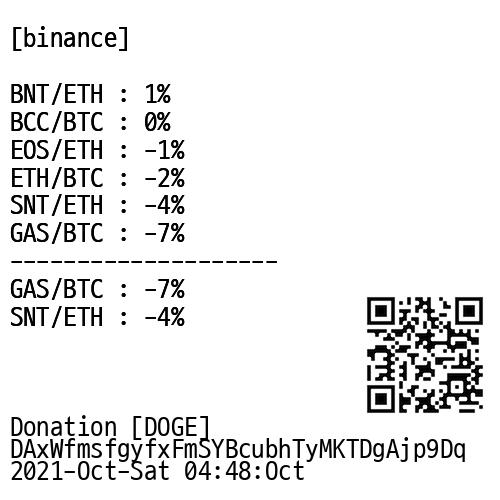 [binance]
BNT/ETH : 1%
BCC/BTC : 0%
EOS/ETH : -1%
ETH/BTC : -2%
SNT/ETH : -4%
GAS/BTC : -7%
--------------------
GAS/BTC : -7%
SNT/ETH : -4%
Donation [DOGE]
DAxWfmsfgyfxFmSYBcubhTyMKTDgAjp9Dq
2021-Oct-Sat 04:48:Oct